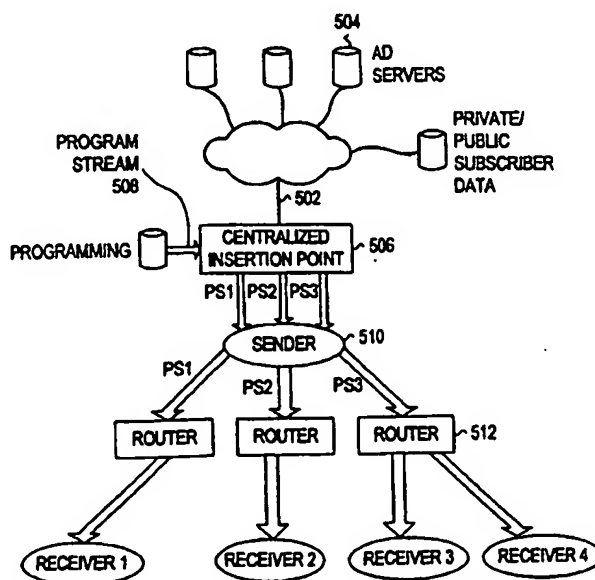 504
AD
SERVERS
PRIVATE/
PUBLIC
SUBSCRIBER
DATA
PROGRAM
STREAM
508
502
PROGRAMMING
CENTRALIZED
INSERTION POINT
506
PS1 PS2 PS3
SENDER
510
PS1
PS2
PS3
ROUTER
ROUTER
ROUTER
512
RECEIVER 1
RECEIVER 2
RECEIVER 3
RECEIVER 4